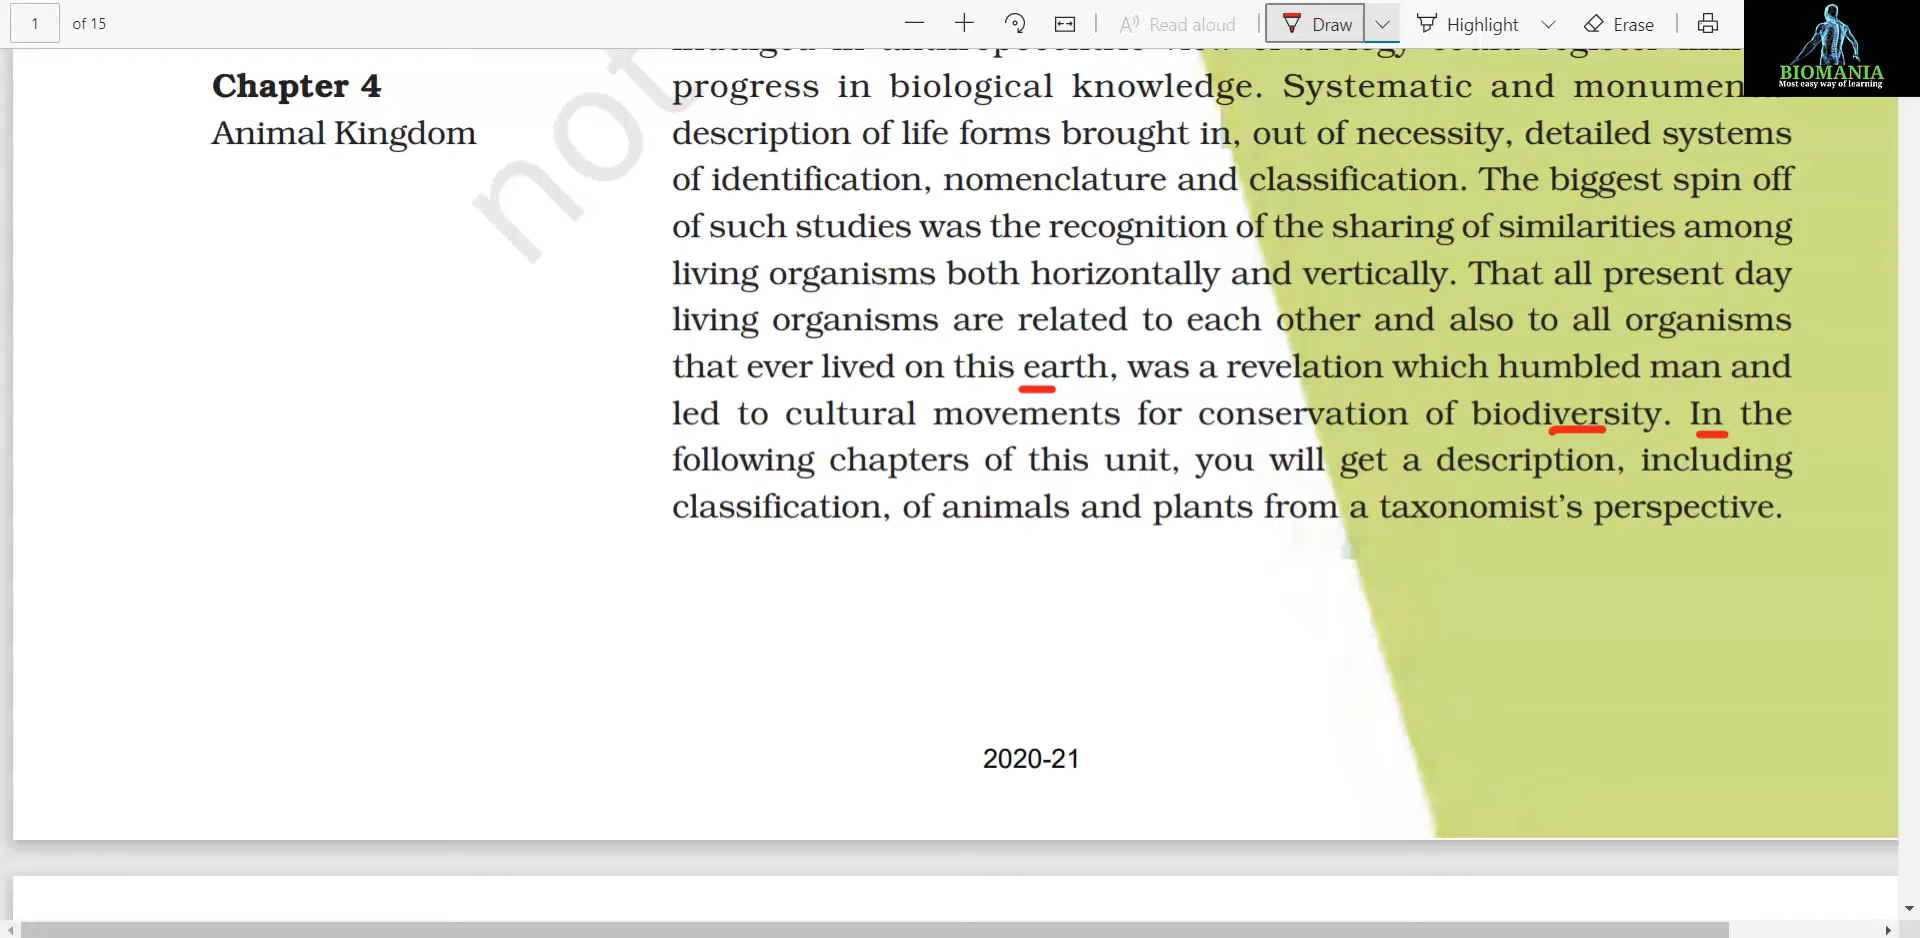 1 of 15 Read aloud Draw Highlight Erase
BIOMANIA
Most easy way of learning
Chapter 4
Animal Kingdom
not
progress in biological knowledge. Systematic and
description of life forms brought in, out of necessity, detailed systems
of identification, nomenclature and classification. The biggest spin off
of such studies was the recognition of the sharing of similarities among
living organisms both horizontally and vertically. That all present day
living organisms are related to each other and also to all organisms
that ever lived on this earth, was a revelation which humbled man and
led to cultural movements for conservation of biodiversity. In the
following chapters of this unit, you will get a description, including
classification, of animals and plants from a taxonomist’s perspective.
2020-21